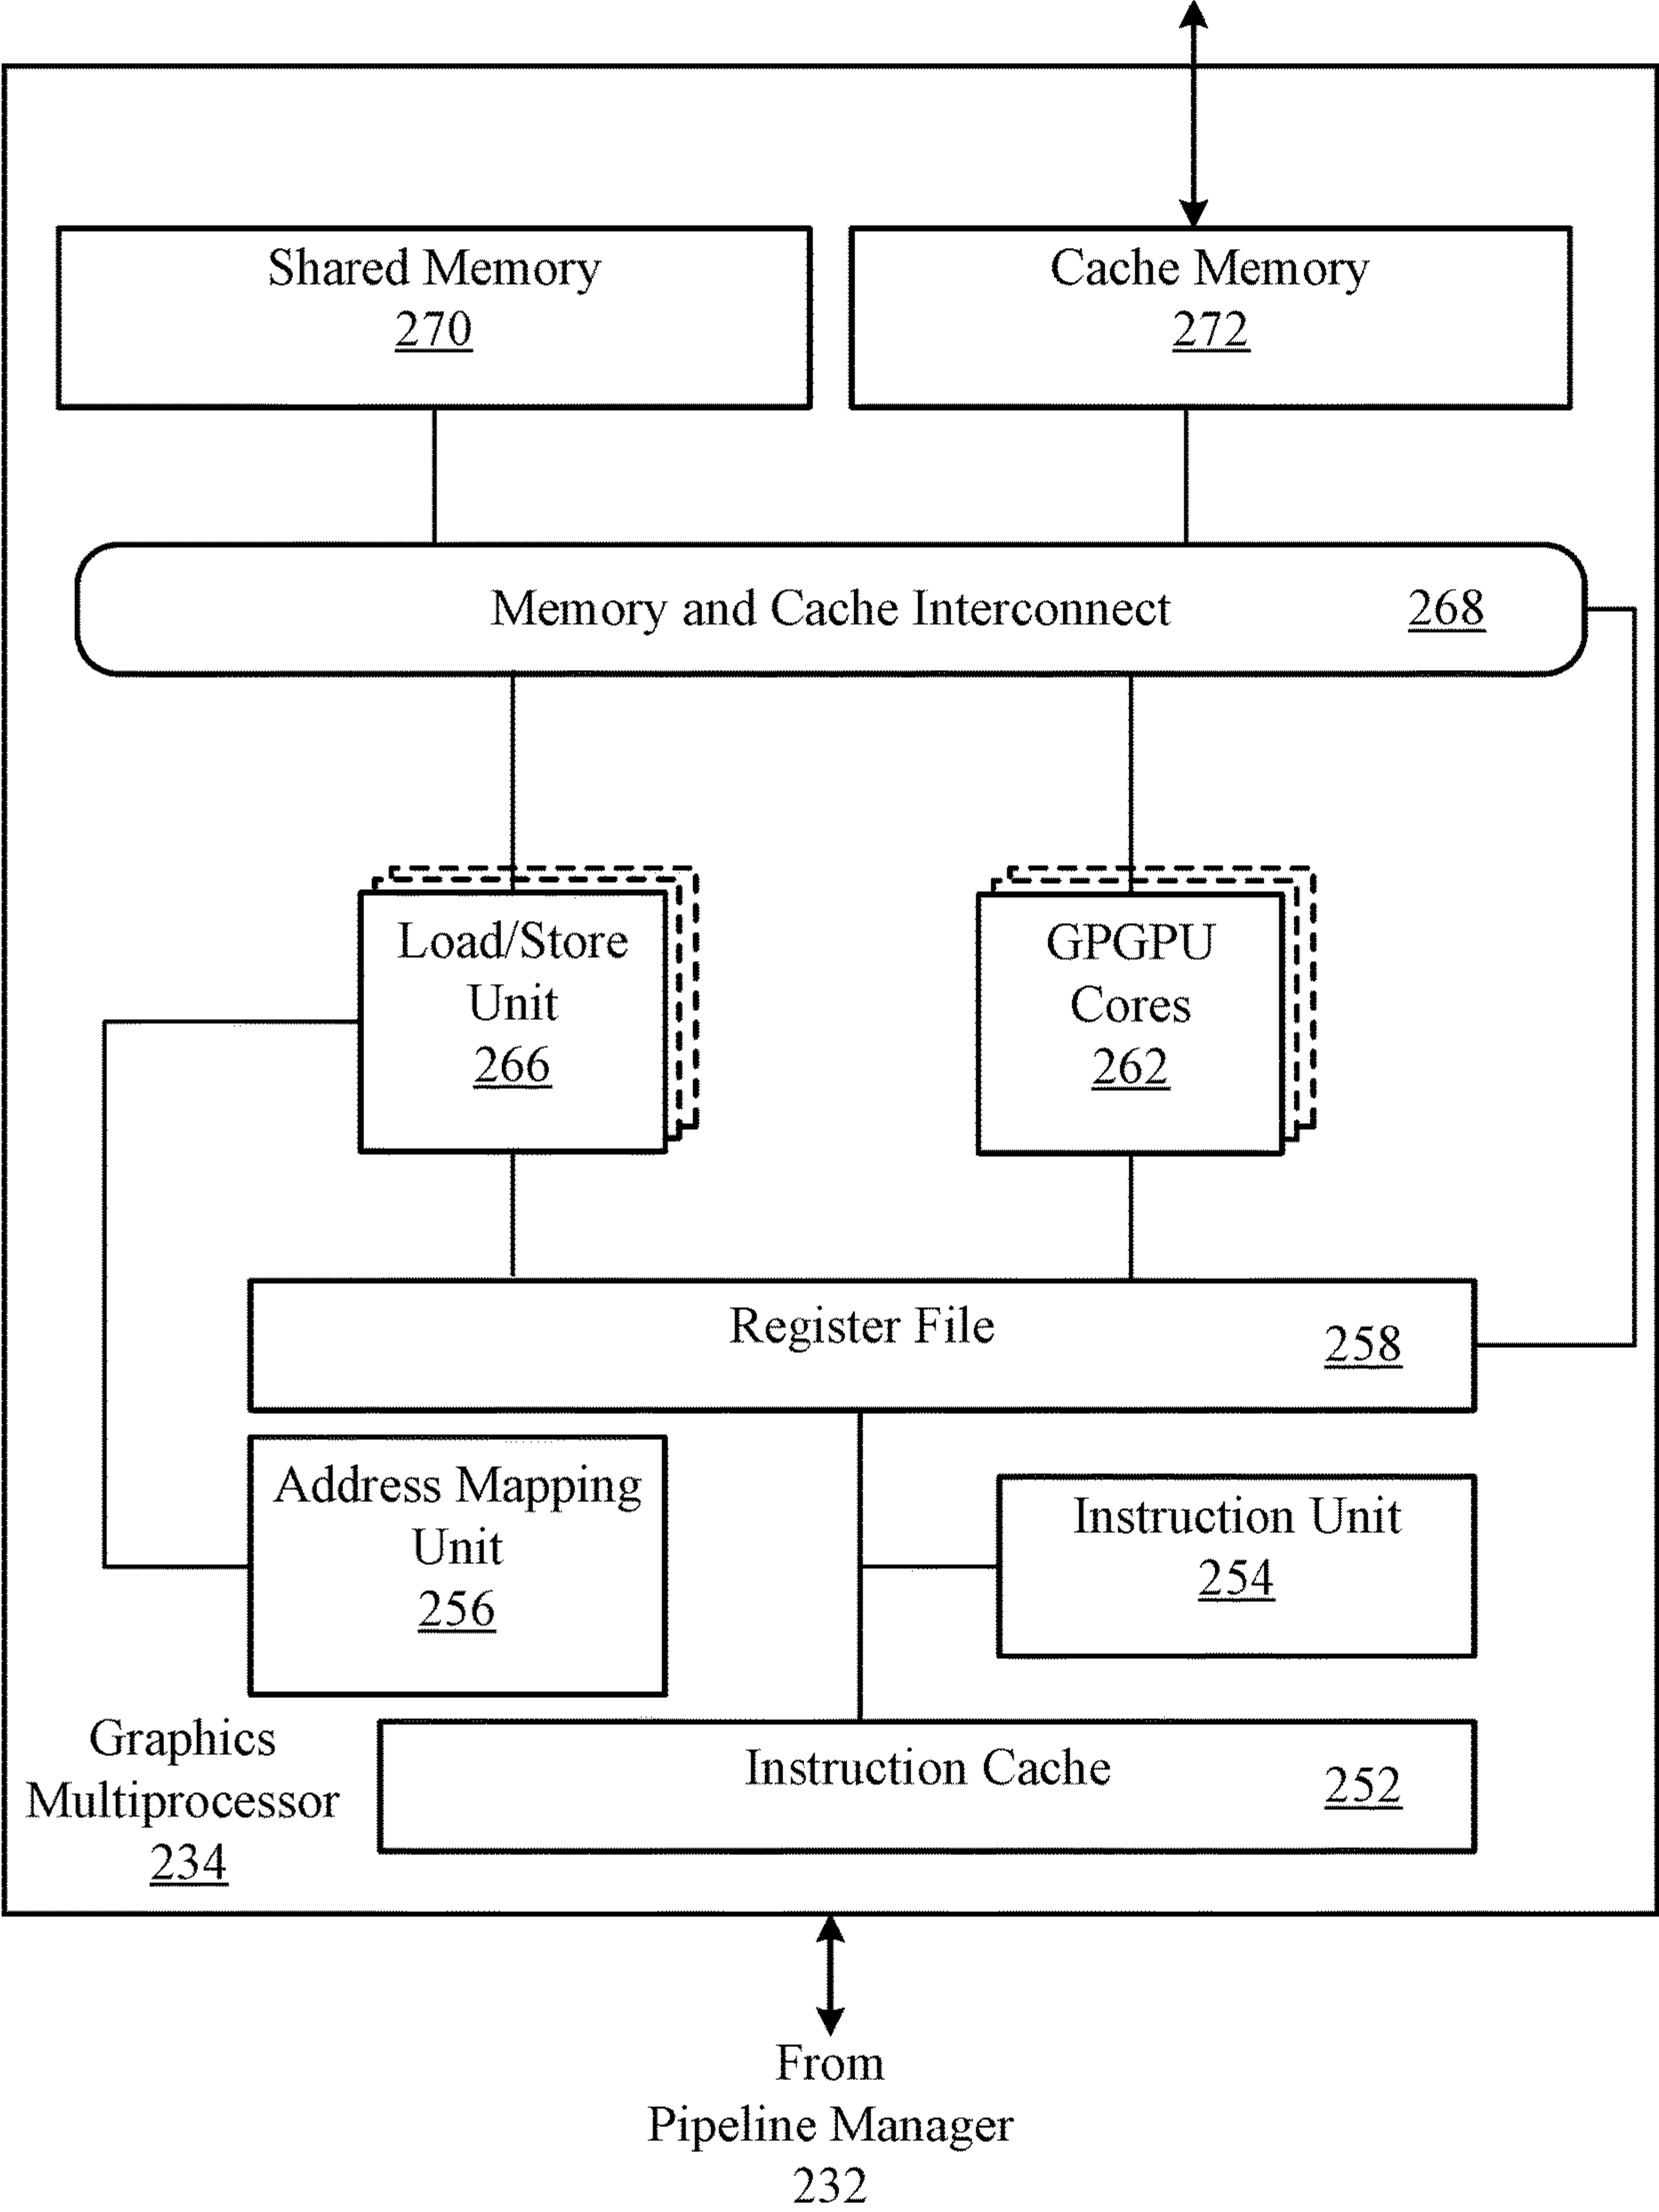 Shared Memory
270
Cache Memory
272
Memory and Cache Interconnect 268
Load/Store
Unit
266
GPGPU
Cores
262
Register File 258
Address Mapping
Unit
256
Instruction Unit
254
Graphics
Multiprocessor
234
Instruction Cache 252
From
Pipeline Manager
232